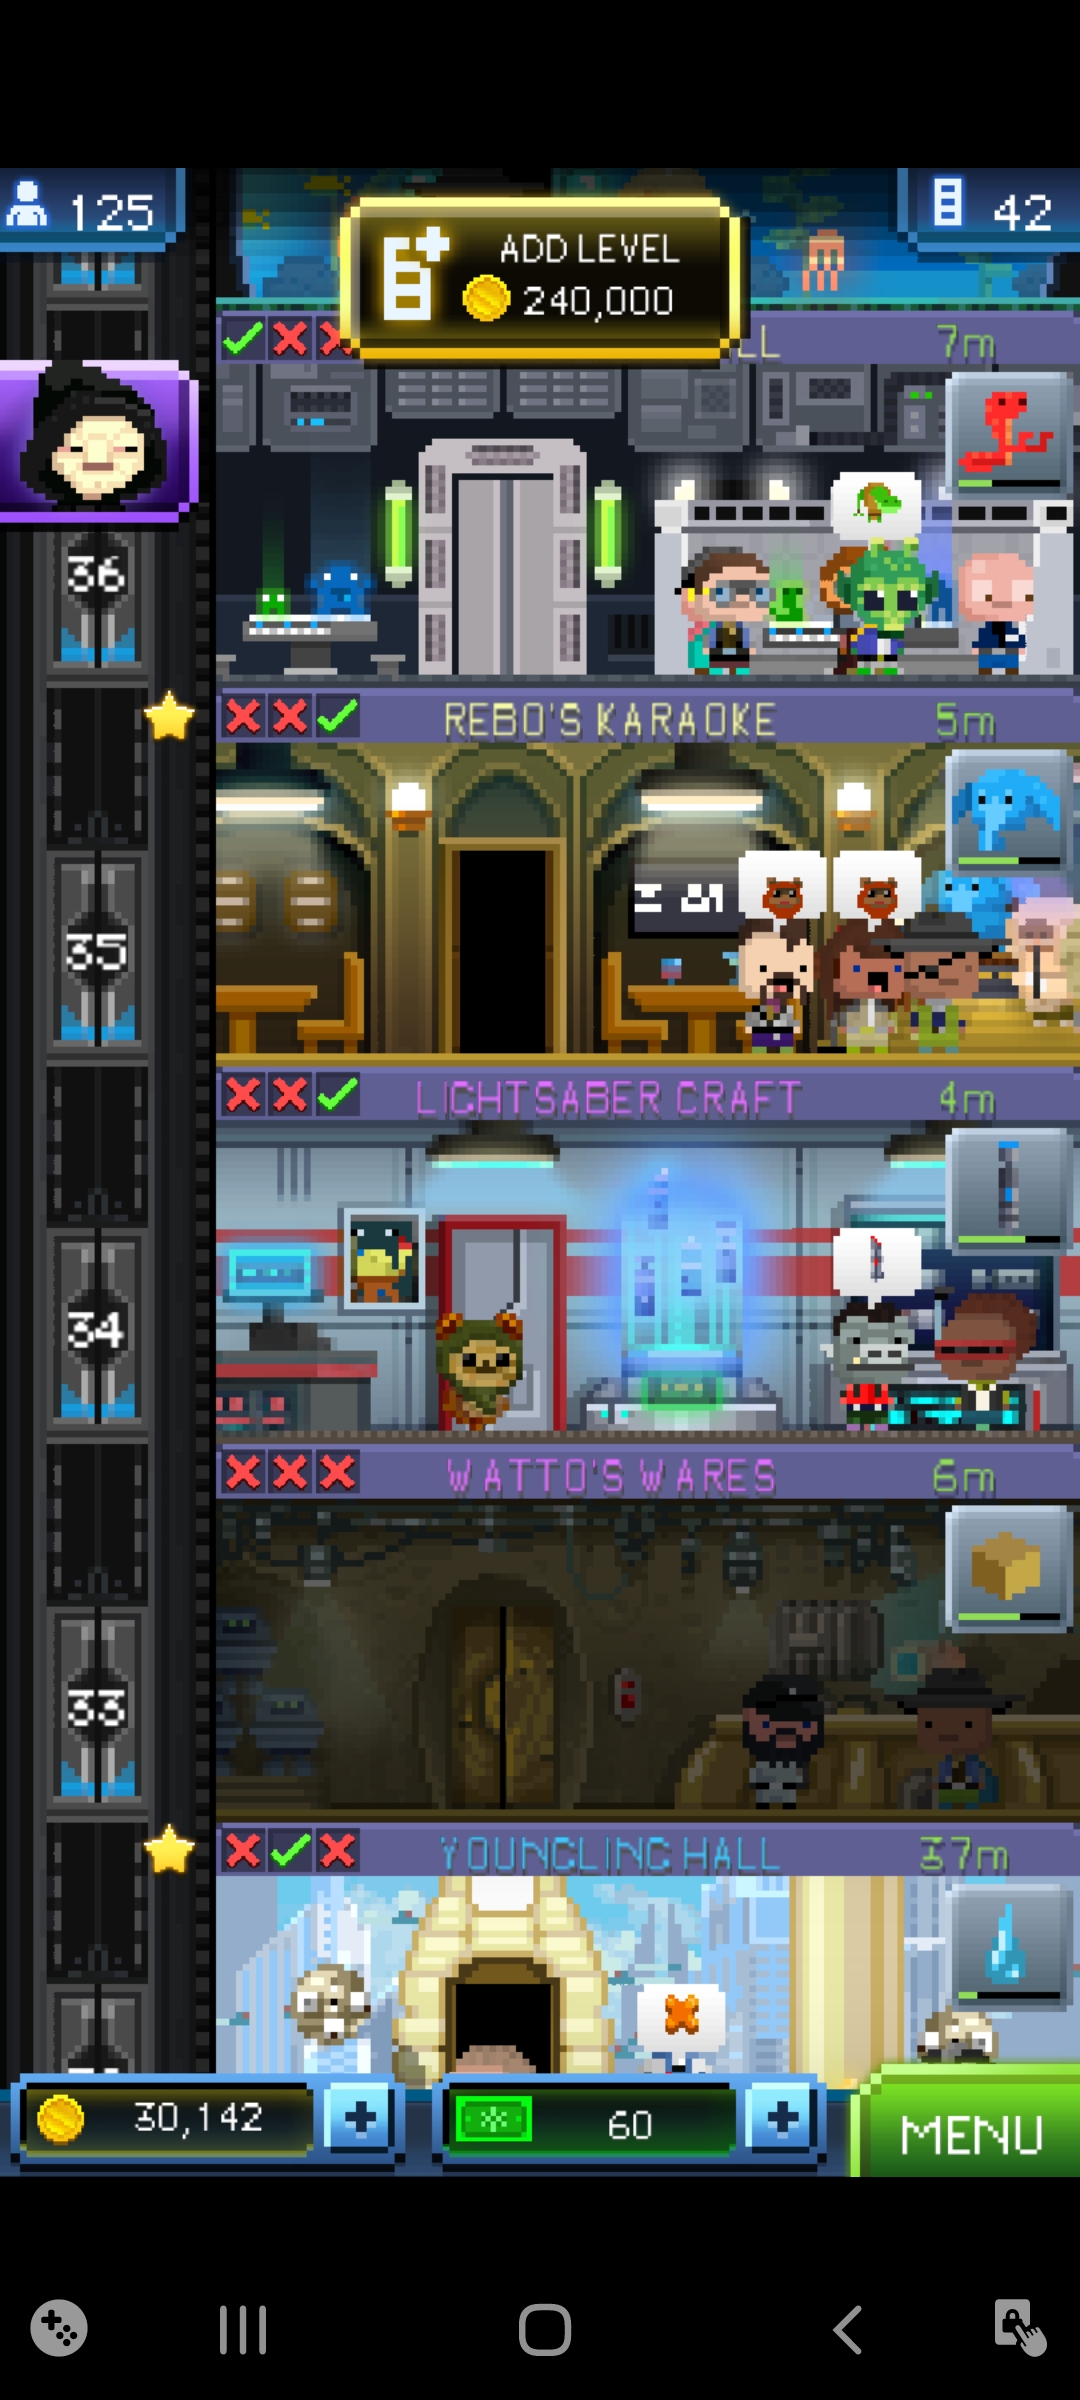 125
ADD LEVEL
240,000
42
LL
7m
36
REBO'S KARAOKE
5m
35
LIGHTSABER CRAFT
4m
34
WATTO'S WARES
6m
33
YOUNGLING HALL
37m
30,142
60
MENU